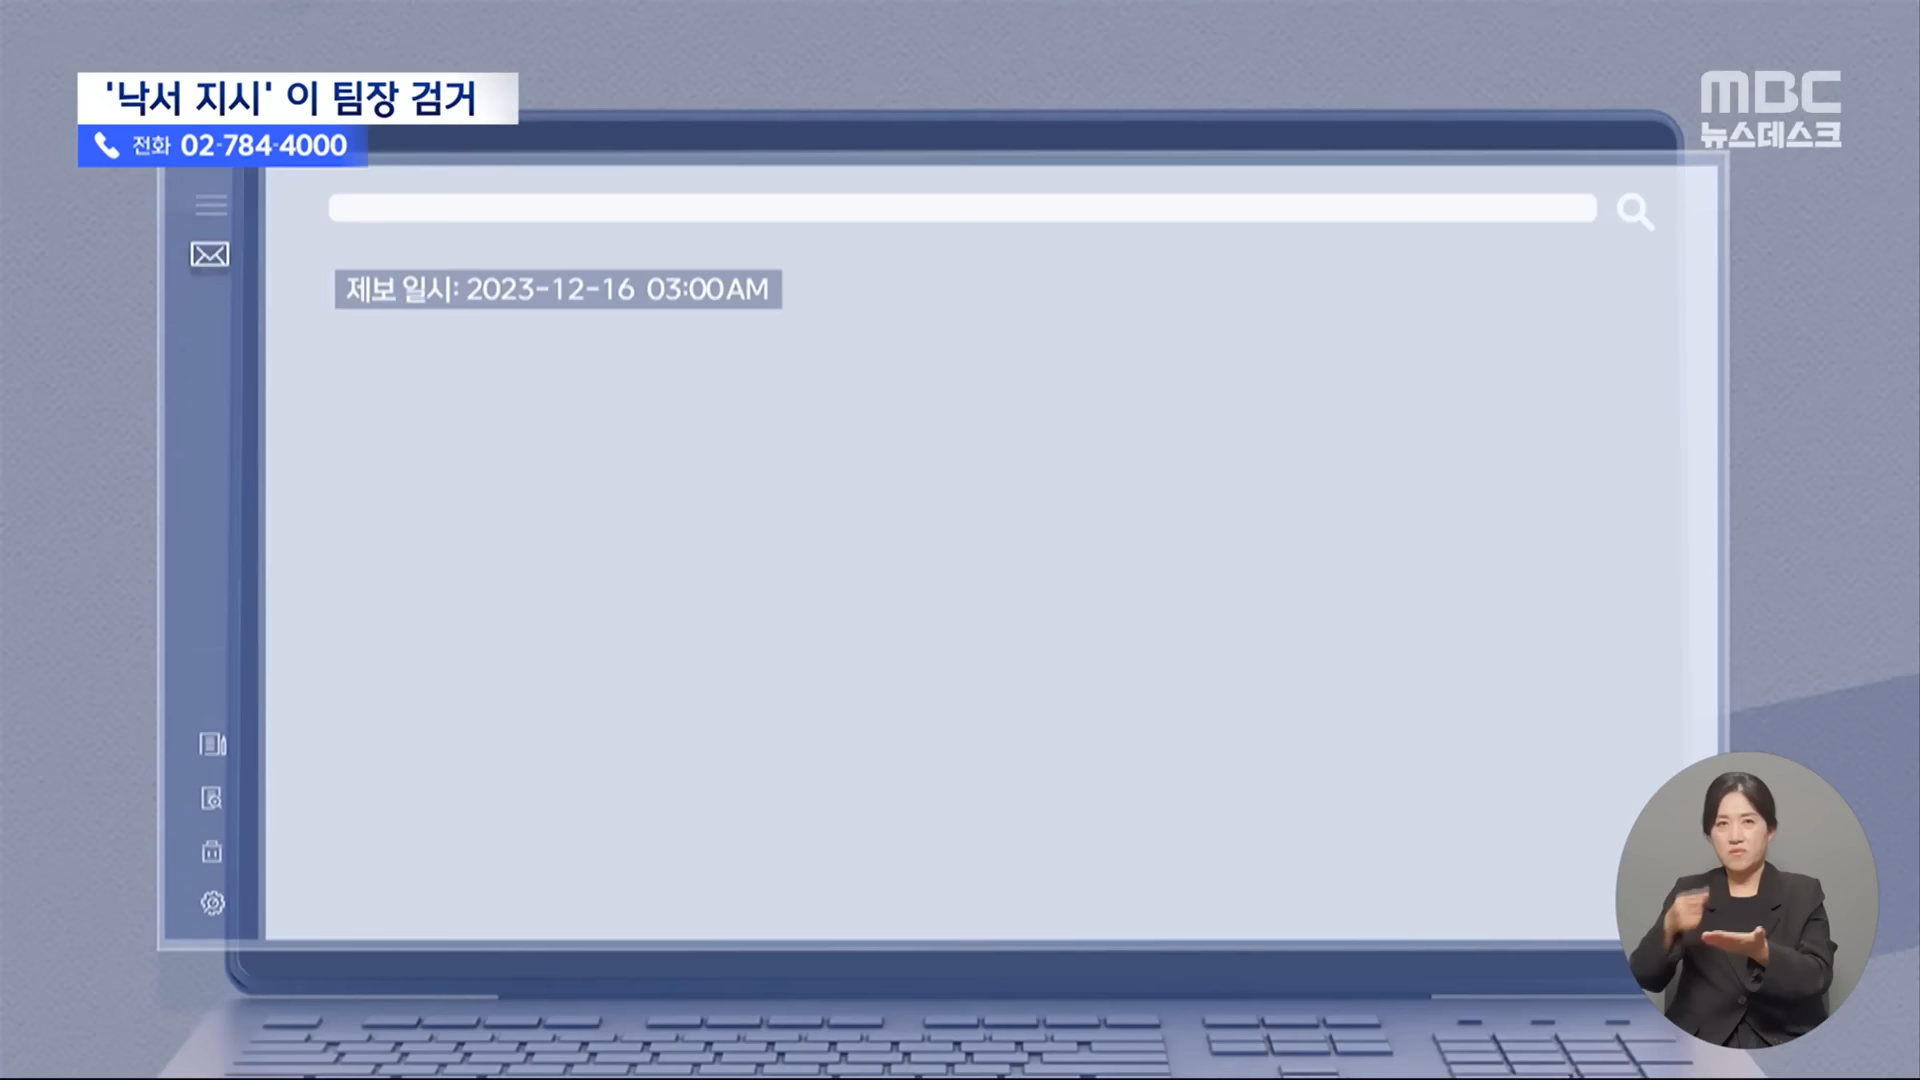 '낙서 지시' 이 팀장 검거
전화 02-784-4000
MBC
뉴스데스크
제보 일시: 2023-12-16 03:00AM